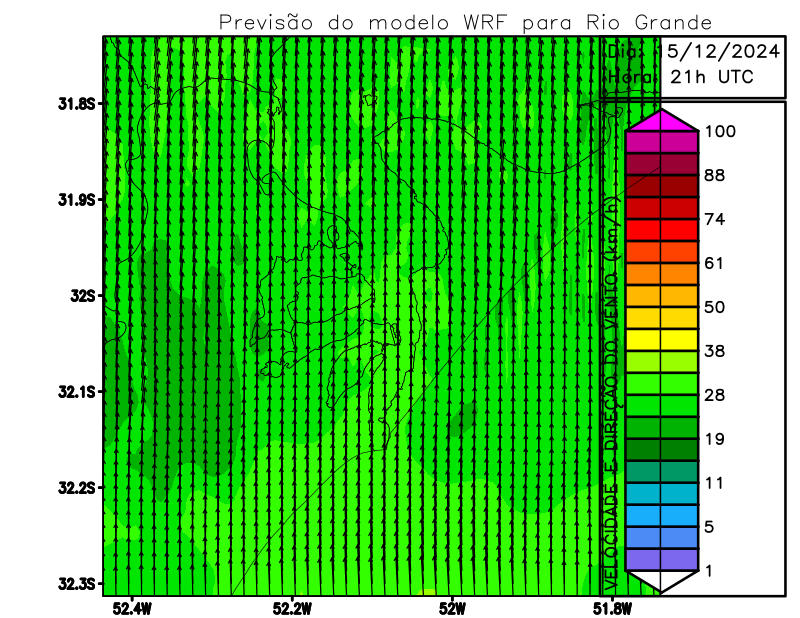 Previsão do modelo WRF para Rio Grande
Dia: 15/12/2024
Hora: 21h UTC
31.8S
31.9S
32S
32.1S
32.2S
32.3S
52.4W
52.2W
52W
51.8W
VELOCIDADE E DIREÇÃO DO VENTO (km/h)
100
88
74
61
50
38
28
19
11
5
1